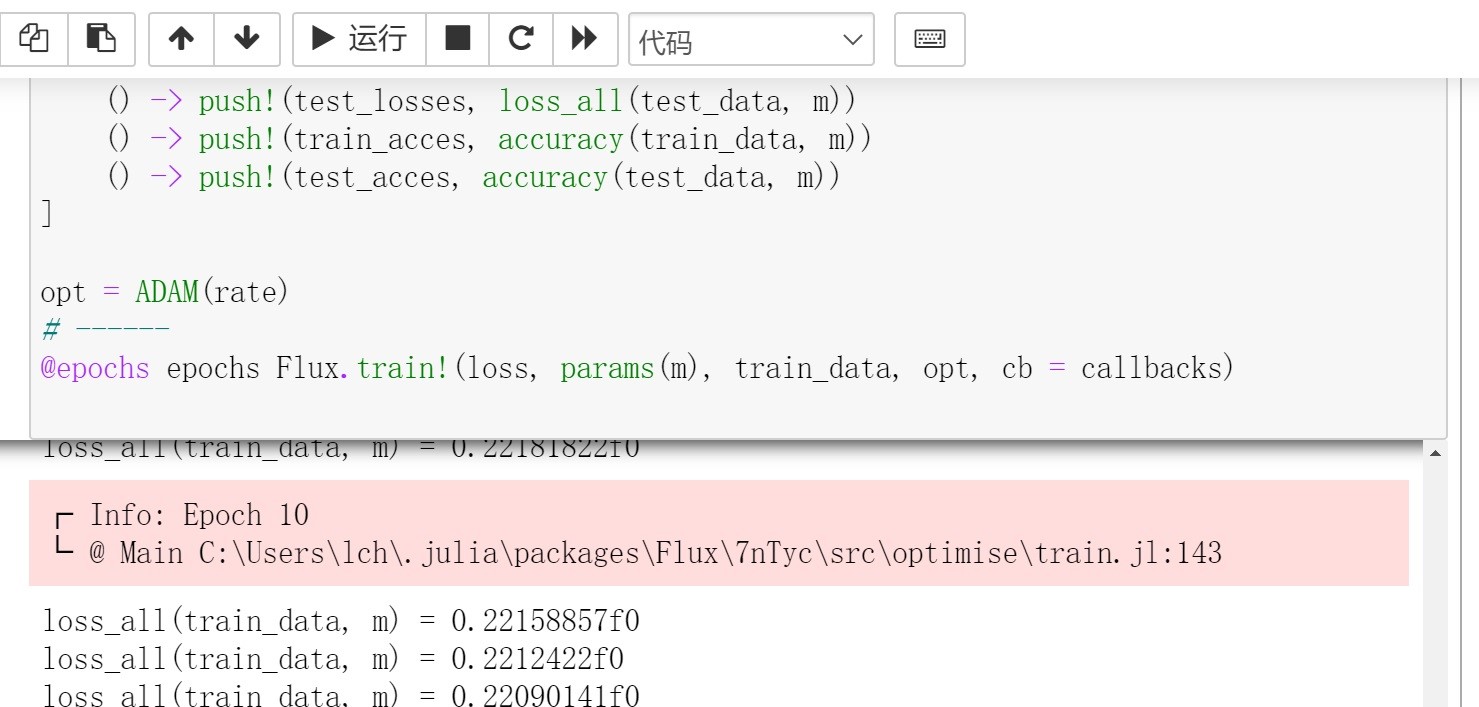 运行
代码
() -> push!(test_losses, loss_all(test_data, m))
() -> push!(train_acces, accuracy(train_data, m))
() -> push!(test_acces, accuracy(test_data, m))
]
opt = ADAM(rate)
# ------
@epochs epochs Flux.train!(loss, params(m), train_data, opt, cb = callbacks)
loss_all(train_data, m) = 0.22181822f0
┌ Info: Epoch 10
└ @ Main C:\Users\lch\.julia\packages\Flux\7nTyc\src\optimise\train.jl:143
loss_all(train_data, m) = 0.22158857f0
loss_all(train_data, m) = 0.2212422f0
loss_all(train_data, m) = 0.22090141f0